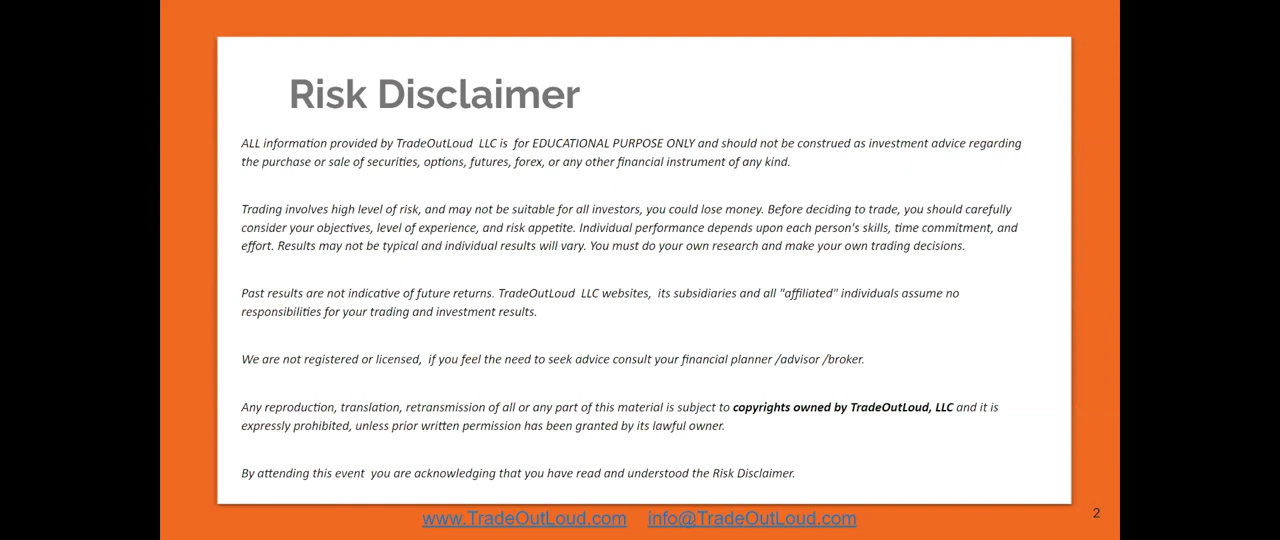 Risk Disclaimer
ALL information provided by TradeOutLoud LLC is for EDUCATIONAL PURPOSE ONLY and should not be construed as investment advice regarding
the purchase or sale of securities, options, futures, forex, or any other financial instrument of any kind.
Trading involves high level of risk, and may not be suitable for all investors, you could lose money. Before deciding to trade, you should carefully
consider your objectives, level of experience, and risk appetite. Individual performance depends upon each person's skills, time commitment, and
effort. Results may not be typical and individual results will vary. You must do your own research and make your own trading decisions.
Past results are not indicative of future returns. TradeOutLoud LLC websites, its subsidiaries and all "affiliated" individuals assume no
responsibilities for your trading and investment results.
We are not registered or licensed, if you feel the need to seek advice consult your financial planner /advisor /broker.
Any reproduction, translation, retransmission of all or any part of this material is subject to copyrights owned by TradeOutLoud, LLC and it is
expressly prohibited, unless prior written permission has been granted by its lawful owner.
By attending this event you are acknowledging that you have read and understood the Risk Disclaimer.
www.TradeOutLoud.com info@TradeOutLoud.com
2